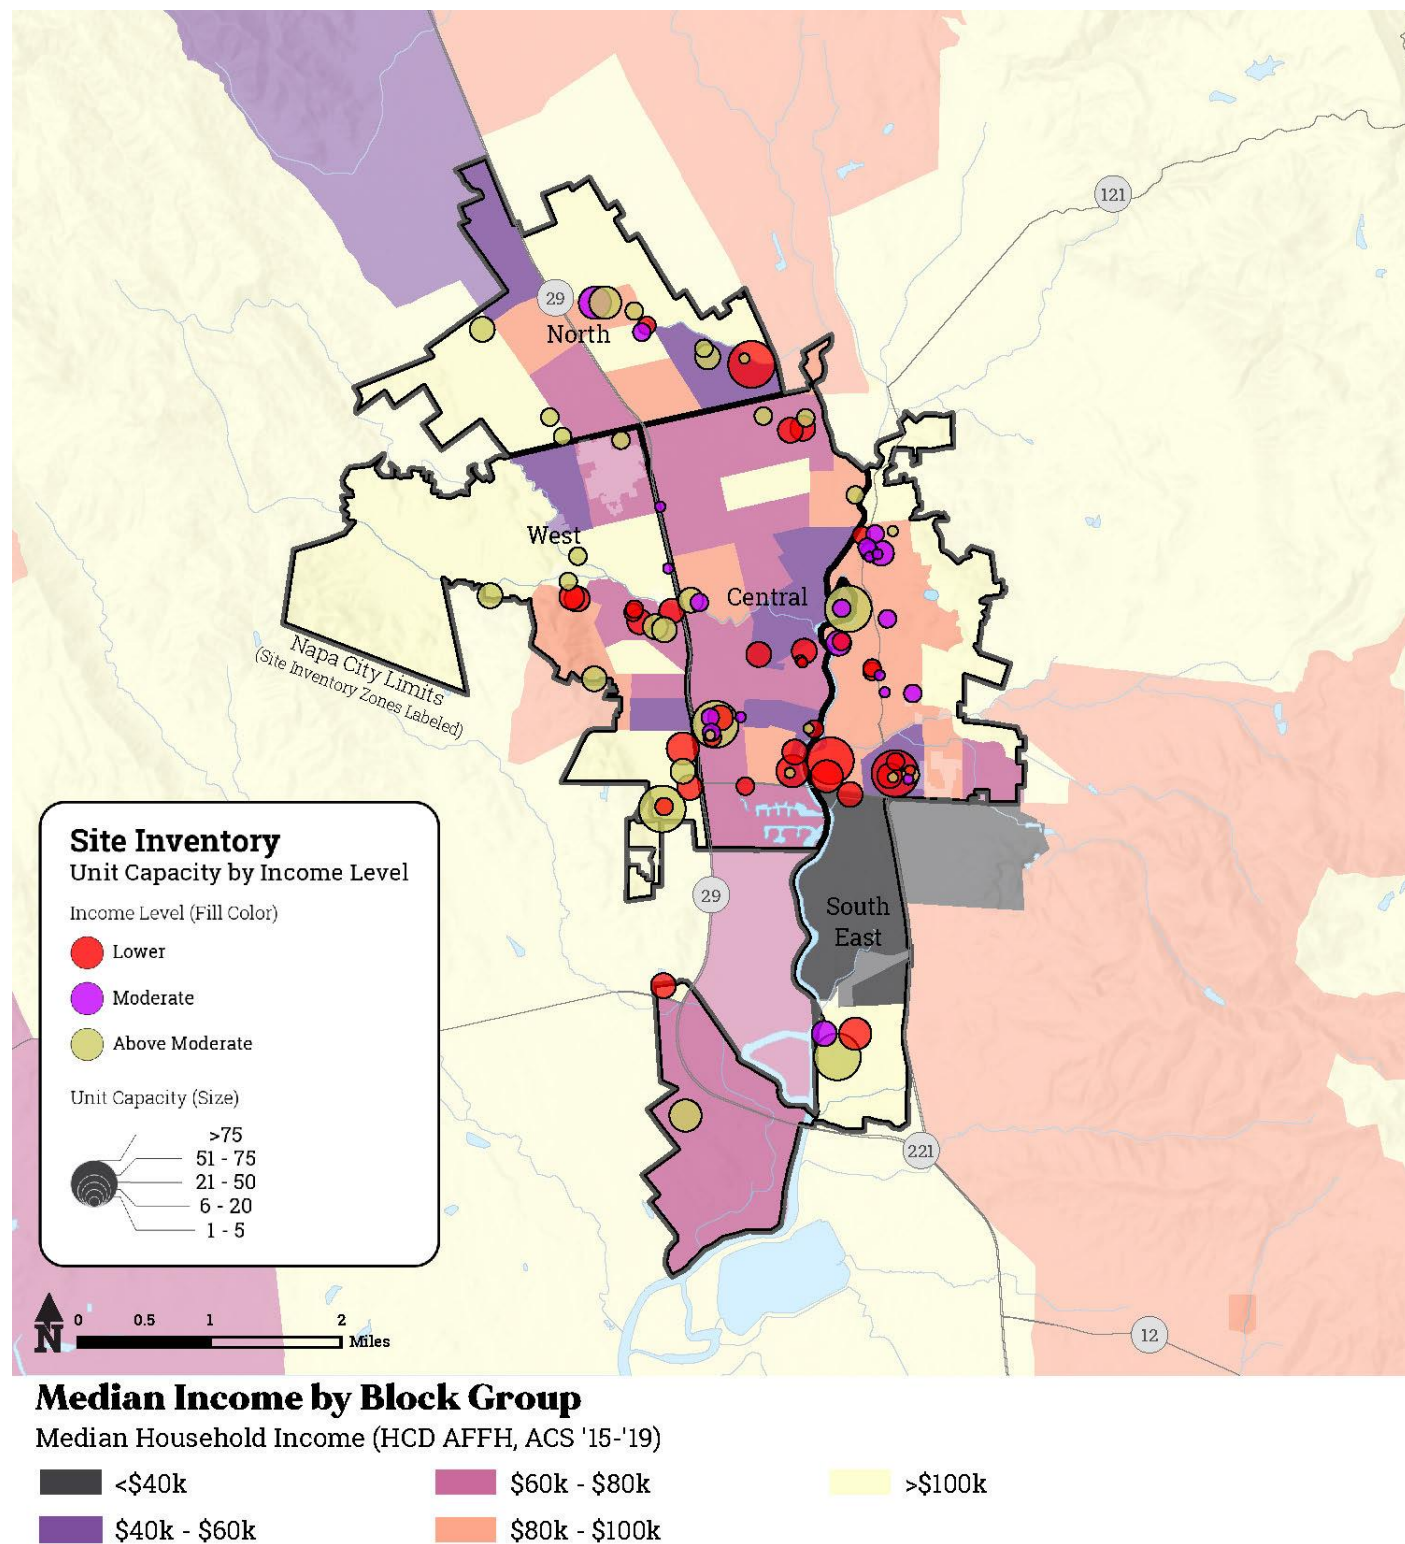 121
29
North
West
Central
Napa City Limits
(Site Inventory Zones Labeled)
Site Inventory
Unit Capacity by Income Level
Income Level (Fill Color)
Lower
Moderate
Above Moderate
Unit Capacity (Size)
>75
51 - 75
21 - 50
6 - 20
1 - 5
29
South
East
221
12
N
0 0.5 1 2
Miles
Median Income by Block Group
Median Household Income (HCD AFFH, ACS '15-'19)
<$40k
$60k - $80k
>$100k
$40k - $60k
$80k - $100k